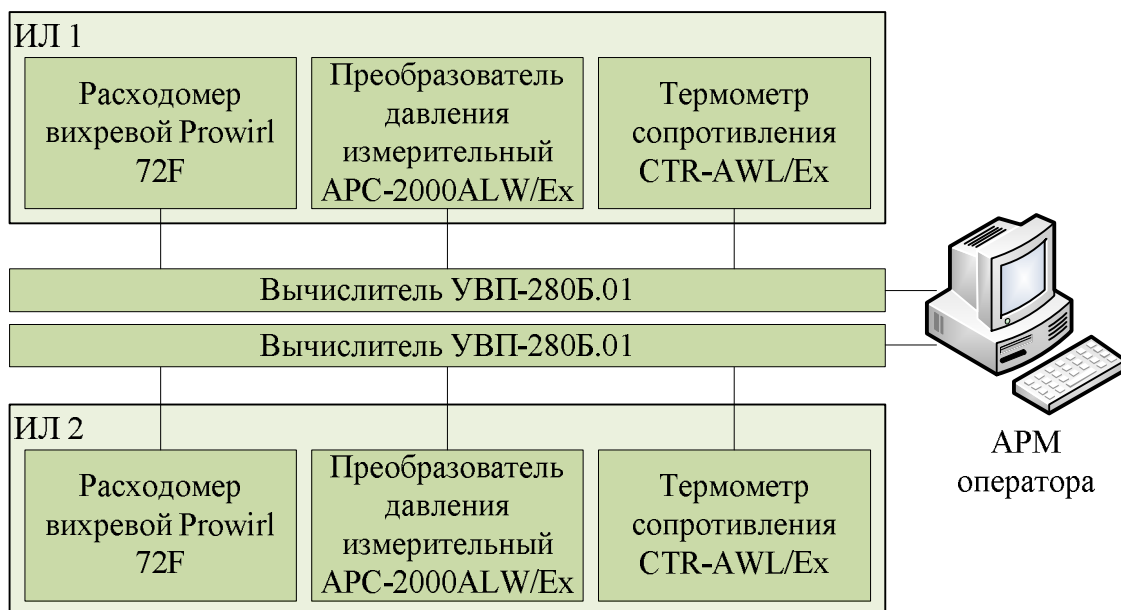 ИЛ 1
Расходомер
вихревой Prowirl
72F
Преобразователь
давления
измерительный
АРС-2000ALW/Ex
Термометр
сопротивления
CTR-AWL/Ex
Вычислитель УВП-280Б.01
Вычислитель УВП-280Б.01
ИЛ 2
Расходомер
вихревой Prowirl
72F
Преобразователь
давления
измерительный
АРС-2000ALW/Ex
Термометр
сопротивления
CTR-AWL/Ex
АРМ
оператора